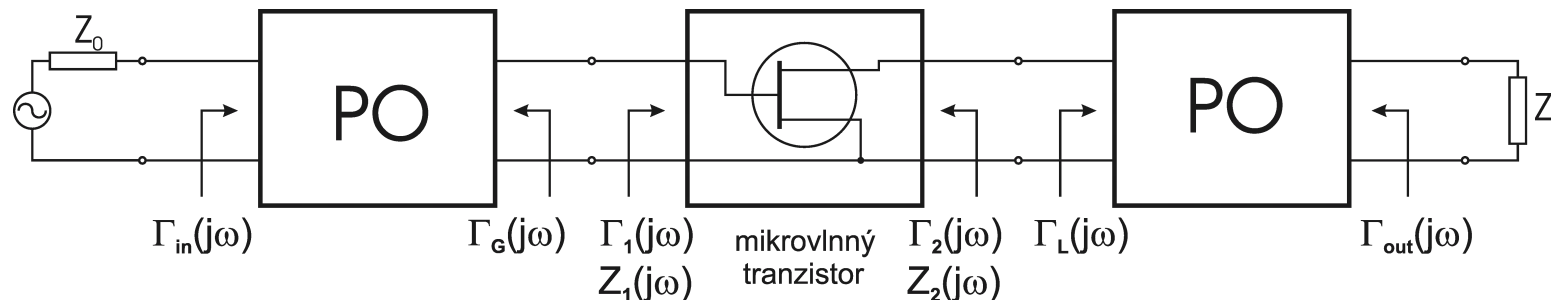 Z₀
PO
PO
Z
Γin(jω)
ΓG(jω)
Γ1(jω)
Z1(jω)
mikrovlnný
tranzistor
Γ2(jω)
Z2(jω)
ΓL(jω)
Γout(jω)